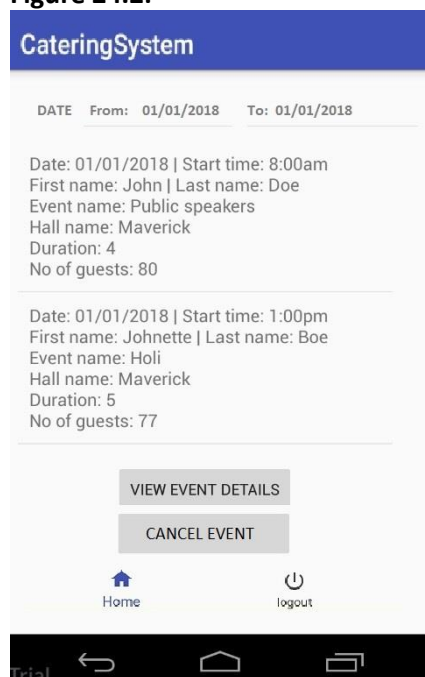 CateringSystem
DATE From: 01/01/2018 To: 01/01/2018
Date: 01/01/2018 | Start time: 8:00am
First name: John | Last name: Doe
Event name: Public speakers
Hall name: Maverick
Duration: 4
No of guests: 80
Date: 01/01/2018 | Start time: 1:00pm
First name: Johnette | Last name: Boe
Event name: Holi
Hall name: Maverick
Duration: 5
No of guests: 77
VIEW EVENT DETAILS
CANCEL EVENT
Home logout
Trial